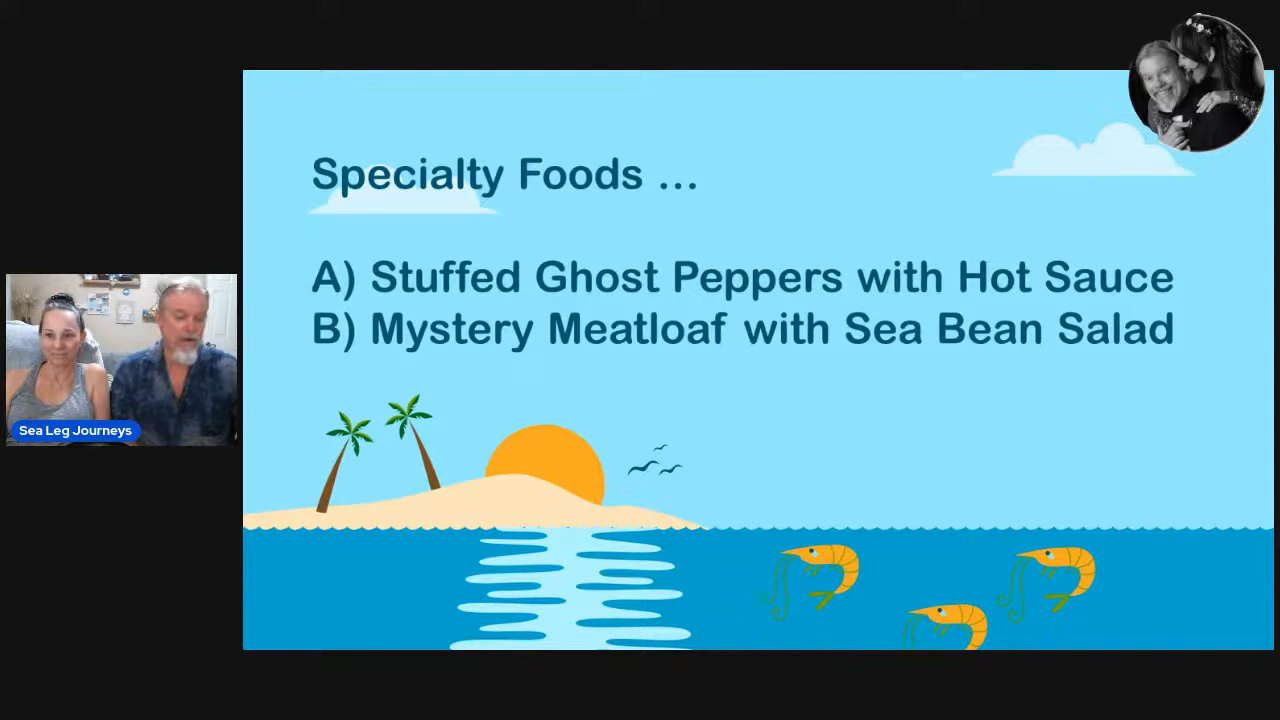 Specialty Foods ...
A) Stuffed Ghost Peppers with Hot Sauce
B) Mystery Meatloaf with Sea Bean Salad
Sea Leg Journeys